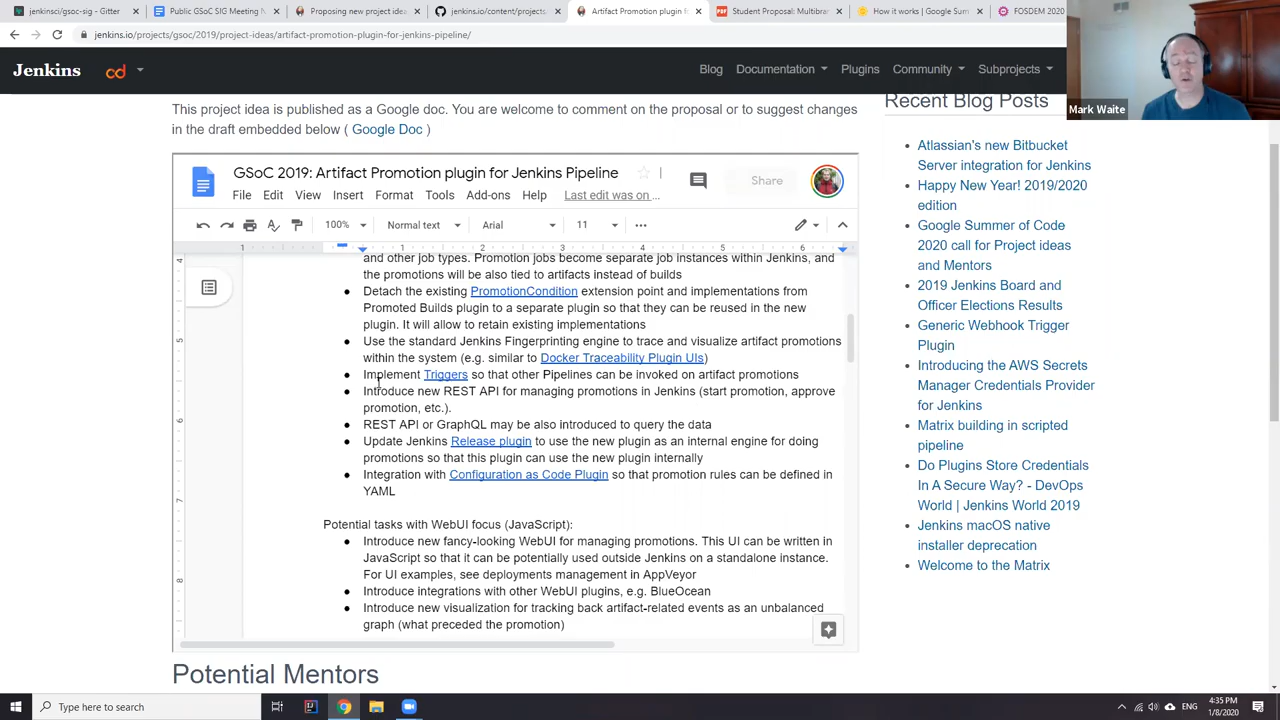 jenkinsci/gsoc-sig - Gitter
Public GSoC SIG Meeting N
Proposing new project idea
jenkins.io/content/projects
Artifact Promotion plugin f
Student Proposal: Multibra
How it works | Google Sum
FOSDEM 2020
jenkins.io/projects/gsoc/2019/project-ideas/artifact-promotion-plugin-for-jenkins-pipeline/
Jenkins
cd
Blog
Documentation
Plugins
Community
Subprojects
Mark Waite
This project idea is published as a Google doc. You are welcome to comment on the proposal or to suggest changes
in the draft embedded below ( Google Doc )
GSoC 2019: Artifact Promotion plugin for Jenkins Pipeline
File Edit View Insert Format Tools Add-ons Help Last edit was on ...
Share
100% Normal text Arial 11
1 1 2 3 4 5 6
4
5
6
7
8
and other job types. Promotion jobs become separate job instances within Jenkins, and
the promotions will be also tied to artifacts instead of builds
● Detach the existing PromotionCondition extension point and implementations from
Promoted Builds plugin to a separate plugin so that they can be reused in the new
plugin. It will allow to retain existing implementations
● Use the standard Jenkins Fingerprinting engine to trace and visualize artifact promotions
within the system (e.g. similar to Docker Traceability Plugin UIs)
● Implement Triggers so that other Pipelines can be invoked on artifact promotions
● Introduce new REST API for managing promotions in Jenkins (start promotion, approve
promotion, etc.).
● REST API or GraphQL may be also introduced to query the data
● Update Jenkins Release plugin to use the new plugin as an internal engine for doing
promotions so that this plugin can use the new plugin internally
● Integration with Configuration as Code Plugin so that promotion rules can be defined in
YAML
Potential tasks with WebUI focus (JavaScript):
● Introduce new fancy-looking WebUI for managing promotions. This UI can be written in
JavaScript so that it can be potentially used outside Jenkins on a standalone instance.
For UI examples, see deployments management in AppVeyor
● Introduce integrations with other WebUI plugins, e.g. BlueOcean
● Introduce new visualization for tracking back artifact-related events as an unbalanced
graph (what preceded the promotion)
Potential Mentors
Recent Blog Posts
Atlassian's new Bitbucket
Server integration for Jenkins
Happy New Year! 2019/2020
edition
Google Summer of Code
2020 call for Project ideas
and Mentors
2019 Jenkins Board and
Officer Elections Results
Generic Webhook Trigger
Plugin
Introducing the AWS Secrets
Manager Credentials Provider
for Jenkins
Matrix building in scripted
pipeline
Do Plugins Store Credentials
In A Secure Way? - DevOps
World | Jenkins World 2019
Jenkins macOS native
installer deprecation
Welcome to the Matrix
Type here to search
ENG
4:35 PM
1/8/2020